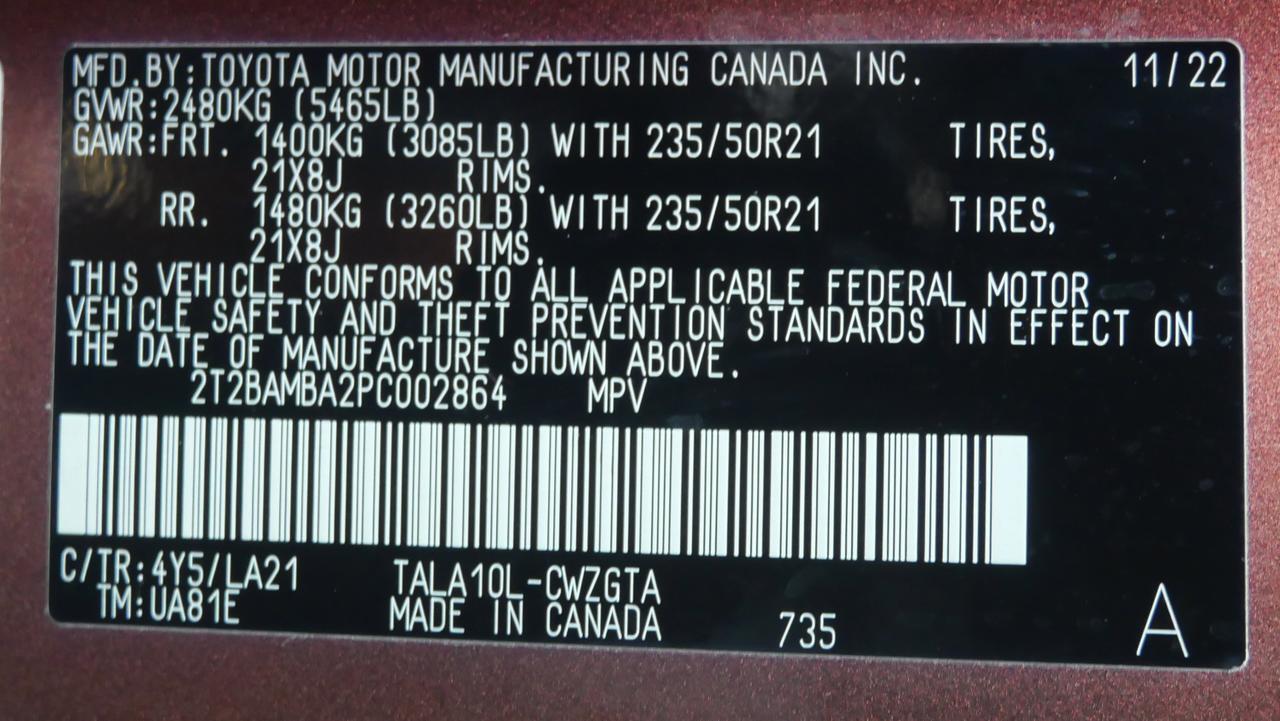 MFD.BY:TOYOTA MOTOR MANUFACTURING CANADA INC. 11/22
GVWR:2480KG (5465LB)
GAWR:FRT. 1400KG (3085LB) WITH 235/50R21 TIRES,
21X8J RIMS.
RR. 1480KG (3260LB) WITH 235/50R21 TIRES,
21X8J RIMS.
THIS VEHICLE CONFORMS TO ALL APPLICABLE FEDERAL MOTOR
VEHICLE SAFETY AND THEFT PREVENTION STANDARDS IN EFFECT ON
THE DATE OF MANUFACTURE SHOWN ABOVE.
2T2BAMBA2PC002864 MPV
C/TR:4Y5/LA21 TALA10L-CWZGTA
TM:UA81E MADE IN CANADA 735 A